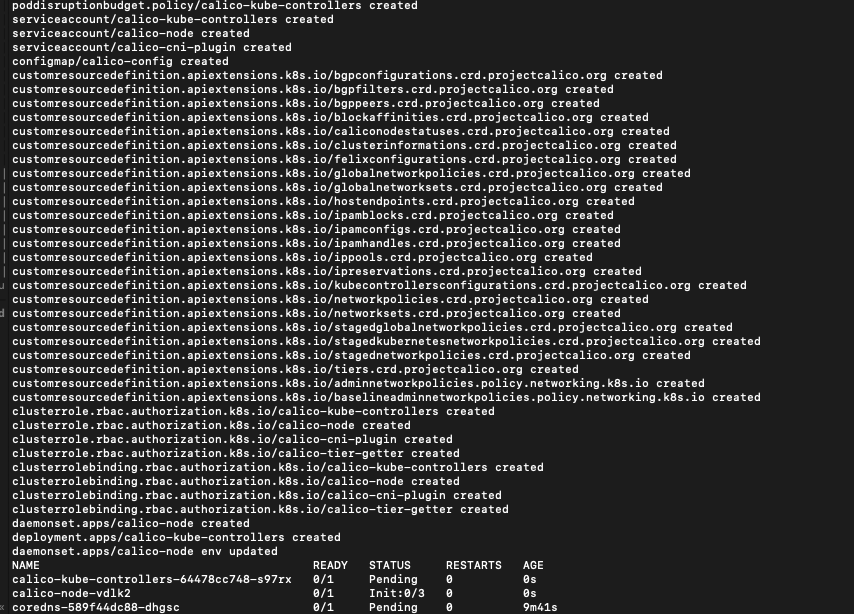 poddisruptionbudget.policy/calico-kube-controllers created
serviceaccount/calico-kube-controllers created
serviceaccount/calico-node created
serviceaccount/calico-cni-plugin created
configmap/calico-config created
customresourcedefinition.apiextensions.k8s.io/bgpconfigurations.crd.projectcalico.org created
customresourcedefinition.apiextensions.k8s.io/bgpfilters.crd.projectcalico.org created
customresourcedefinition.apiextensions.k8s.io/bgppeers.crd.projectcalico.org created
customresourcedefinition.apiextensions.k8s.io/blockaffinities.crd.projectcalico.org created
customresourcedefinition.apiextensions.k8s.io/caliconodestatuses.crd.projectcalico.org created
customresourcedefinition.apiextensions.k8s.io/clusterinformations.crd.projectcalico.org created
customresourcedefinition.apiextensions.k8s.io/felixconfigurations.crd.projectcalico.org created
customresourcedefinition.apiextensions.k8s.io/globalnetworkpolicies.crd.projectcalico.org created
customresourcedefinition.apiextensions.k8s.io/globalnetworksets.crd.projectcalico.org created
customresourcedefinition.apiextensions.k8s.io/hostendpoints.crd.projectcalico.org created
customresourcedefinition.apiextensions.k8s.io/ipamblocks.crd.projectcalico.org created
customresourcedefinition.apiextensions.k8s.io/ipamconfigs.crd.projectcalico.org created
customresourcedefinition.apiextensions.k8s.io/ipamhandles.crd.projectcalico.org created
customresourcedefinition.apiextensions.k8s.io/ippools.crd.projectcalico.org created
customresourcedefinition.apiextensions.k8s.io/ipreservations.crd.projectcalico.org created
customresourcedefinition.apiextensions.k8s.io/kubecontrollersconfigurations.crd.projectcalico.org created
customresourcedefinition.apiextensions.k8s.io/networkpolicies.crd.projectcalico.org created
customresourcedefinition.apiextensions.k8s.io/networksets.crd.projectcalico.org created
customresourcedefinition.apiextensions.k8s.io/stagedglobalnetworkpolicies.crd.projectcalico.org created
customresourcedefinition.apiextensions.k8s.io/stagedkubernetesnetworkpolicies.crd.projectcalico.org created
customresourcedefinition.apiextensions.k8s.io/stagednetworkpolicies.crd.projectcalico.org created
customresourcedefinition.apiextensions.k8s.io/tiers.crd.projectcalico.org created
customresourcedefinition.apiextensions.k8s.io/adminnetworkpolicies.policy.networking.k8s.io created
customresourcedefinition.apiextensions.k8s.io/baselineadminnetworkpolicies.policy.networking.k8s.io created
clusterrole.rbac.authorization.k8s.io/calico-kube-controllers created
clusterrole.rbac.authorization.k8s.io/calico-node created
clusterrole.rbac.authorization.k8s.io/calico-cni-plugin created
clusterrole.rbac.authorization.k8s.io/calico-tier-getter created
clusterrolebinding.rbac.authorization.k8s.io/calico-kube-controllers created
clusterrolebinding.rbac.authorization.k8s.io/calico-node created
clusterrolebinding.rbac.authorization.k8s.io/calico-cni-plugin created
clusterrolebinding.rbac.authorization.k8s.io/calico-tier-getter created
daemonset.apps/calico-node created
deployment.apps/calico-kube-controllers created
daemonset.apps/calico-node env updated
NAME READY STATUS RESTARTS AGE
calico-kube-controllers-64478cc748-s97rx 0/1 Pending 0 0s
calico-node-vdlk2 0/1 Init:0/3 0 0s
coredns-589f44dc88-dhgsc 0/1 Pending 0 9m41s